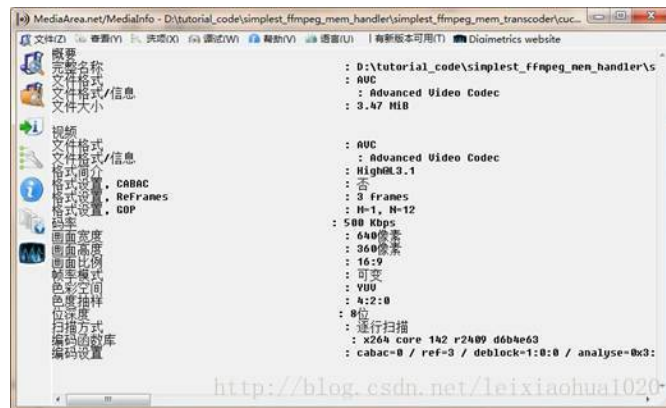 MediaArea.net/MediaInfo - D:\tutorial_code\simplest_ffmpeg_mem_handler\simplest_ffmpeg_mem_transcoder\cuc...
文件(Z) 查看(Y) 选项(X) 调试(W) 帮助(V) 语言(U) | 有新版本可用(T) Digimetrics website
概要
完整名称 : D:\tutorial_code\simplest_ffmpeg_mem_handler\s
文件格式 : AVC
文件格式/信息 : Advanced Video Codec
文件大小 : 3.47 MiB
视频
文件格式 : AVC
文件格式/信息 : Advanced Video Codec
格式简介 : High@L3.1
格式设置, CABAC : 否
格式设置, ReFrames : 3 frames
格式设置, GOP : M=1, N=12
码率 : 500 Kbps
画面宽度 : 640像素
画面高度 : 360像素
画面比例 : 16:9
帧率模式 : 可变
色彩空间 : YUV
色度抽样 : 4:2:0
位深度 : 8位
扫描方式 : 逐行扫描
编码函数库 : x264 core 142 r2409 d6b4e63
编码设置 : cabac=0 / ref=3 / deblock=1:0:0 / analyse=0x3:
http://blog.csdn.net/leixiaohua1020